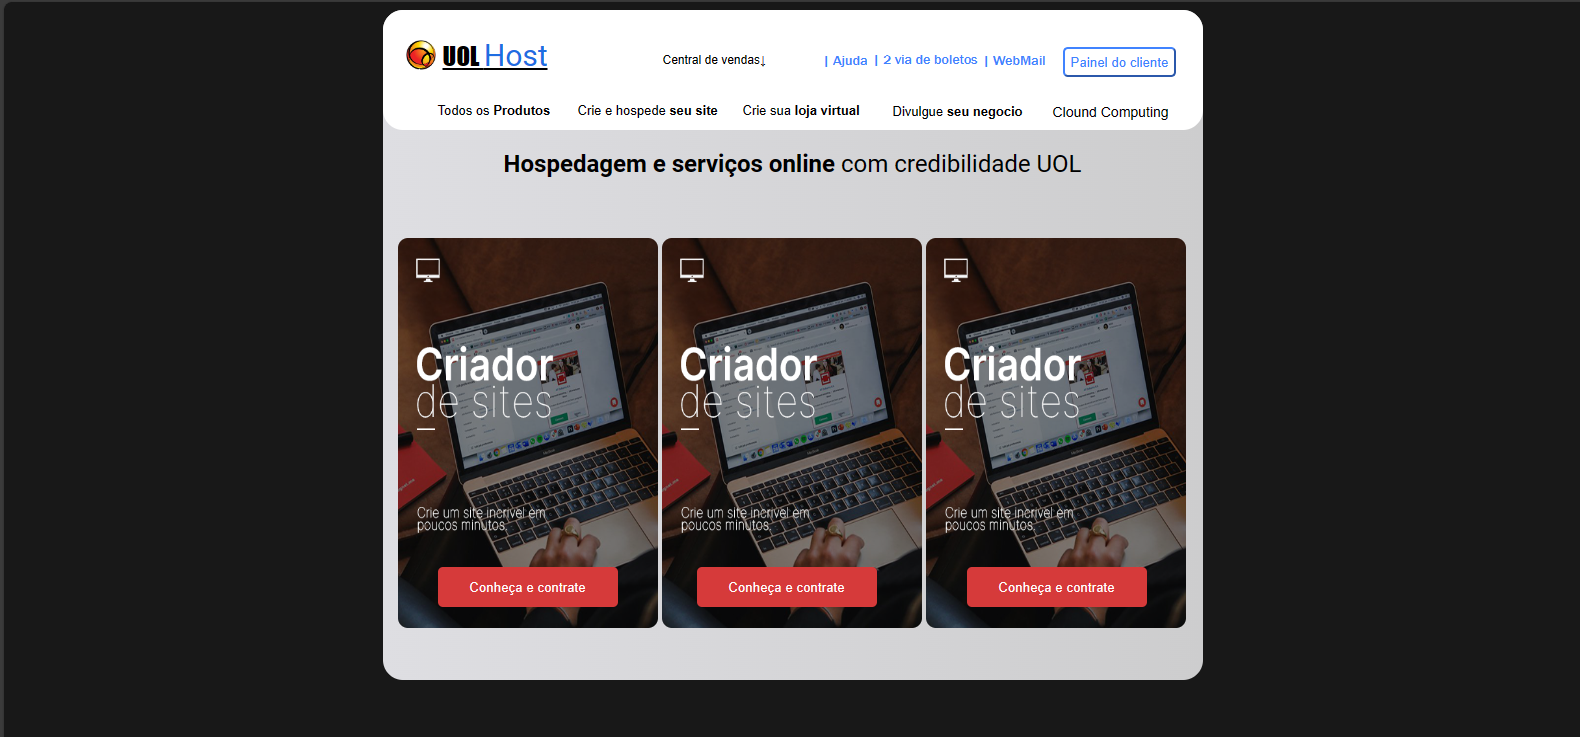 UOL Host
Central de vendas↓
| Ajuda | 2 via de boletos | WebMail
Painel do cliente
Todos os Produtos
Crie e hospede seu site
Crie sua loja virtual
Divulgue seu negocio
Clound Computing
Hospedagem e serviços online com credibilidade UOL
Criador
de sites
Crie um site incrível em
poucos minutos.
Conheça e contrate
Criador
de sites
Crie um site incrível em
poucos minutos.
Conheça e contrate
Criador
de sites
Crie um site incrível em
poucos minutos.
Conheça e contrate